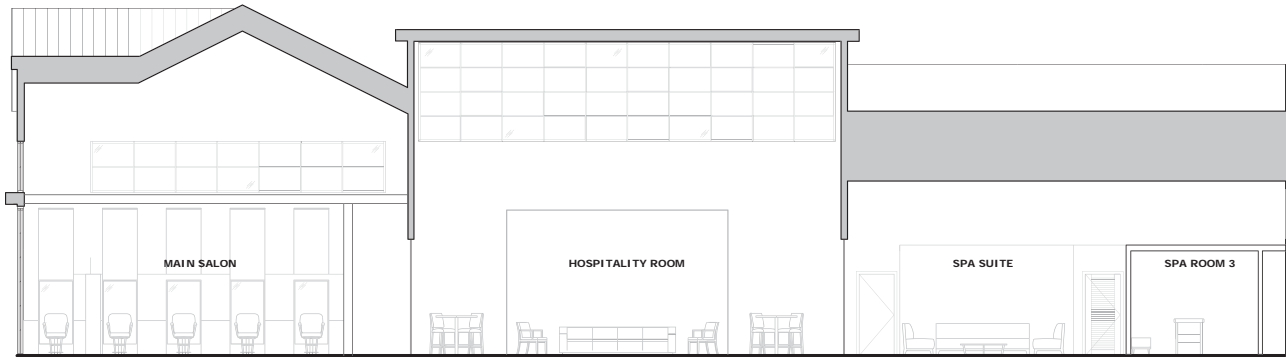 MAIN SALON
HOSPITALITY ROOM
SPA SUITE
SPA ROOM 3